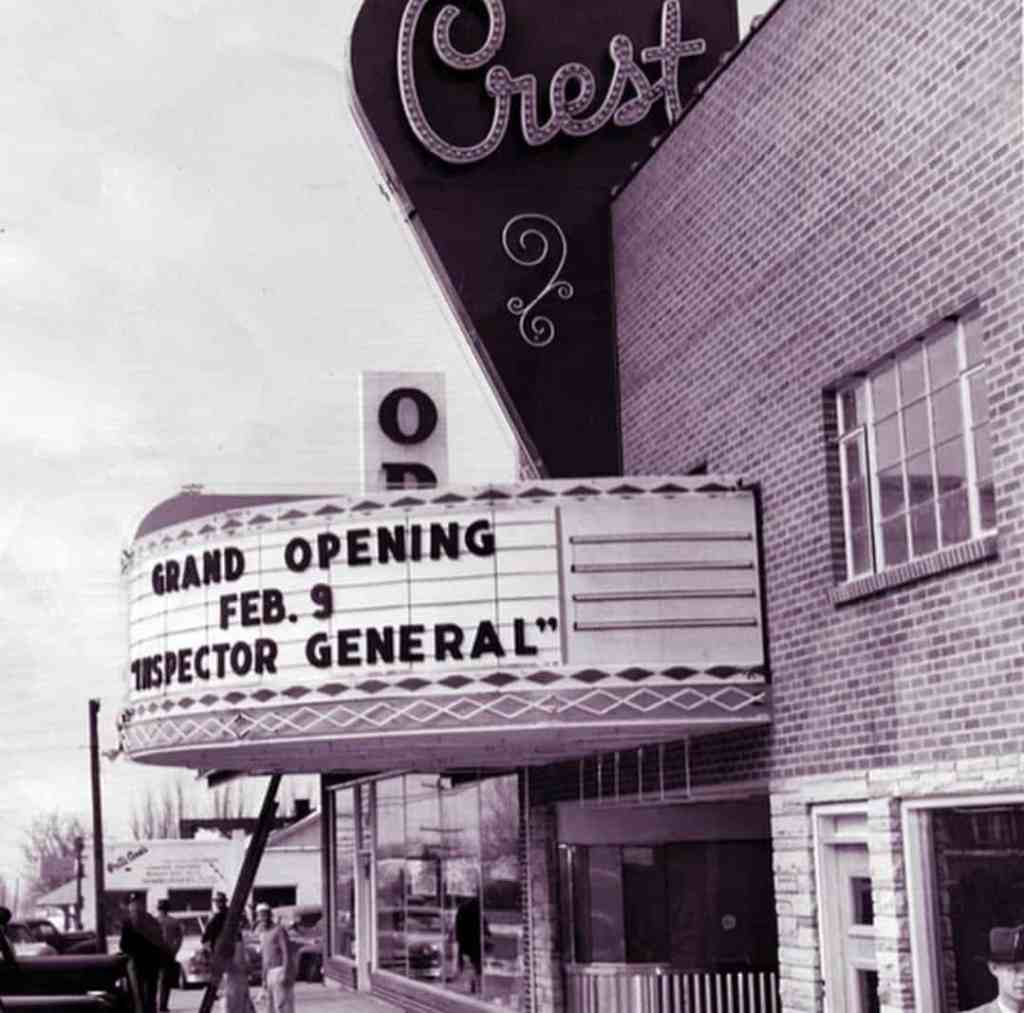 Crest
O
GRAND OPENING
FEB. 9
"INSPECTOR GENERAL"